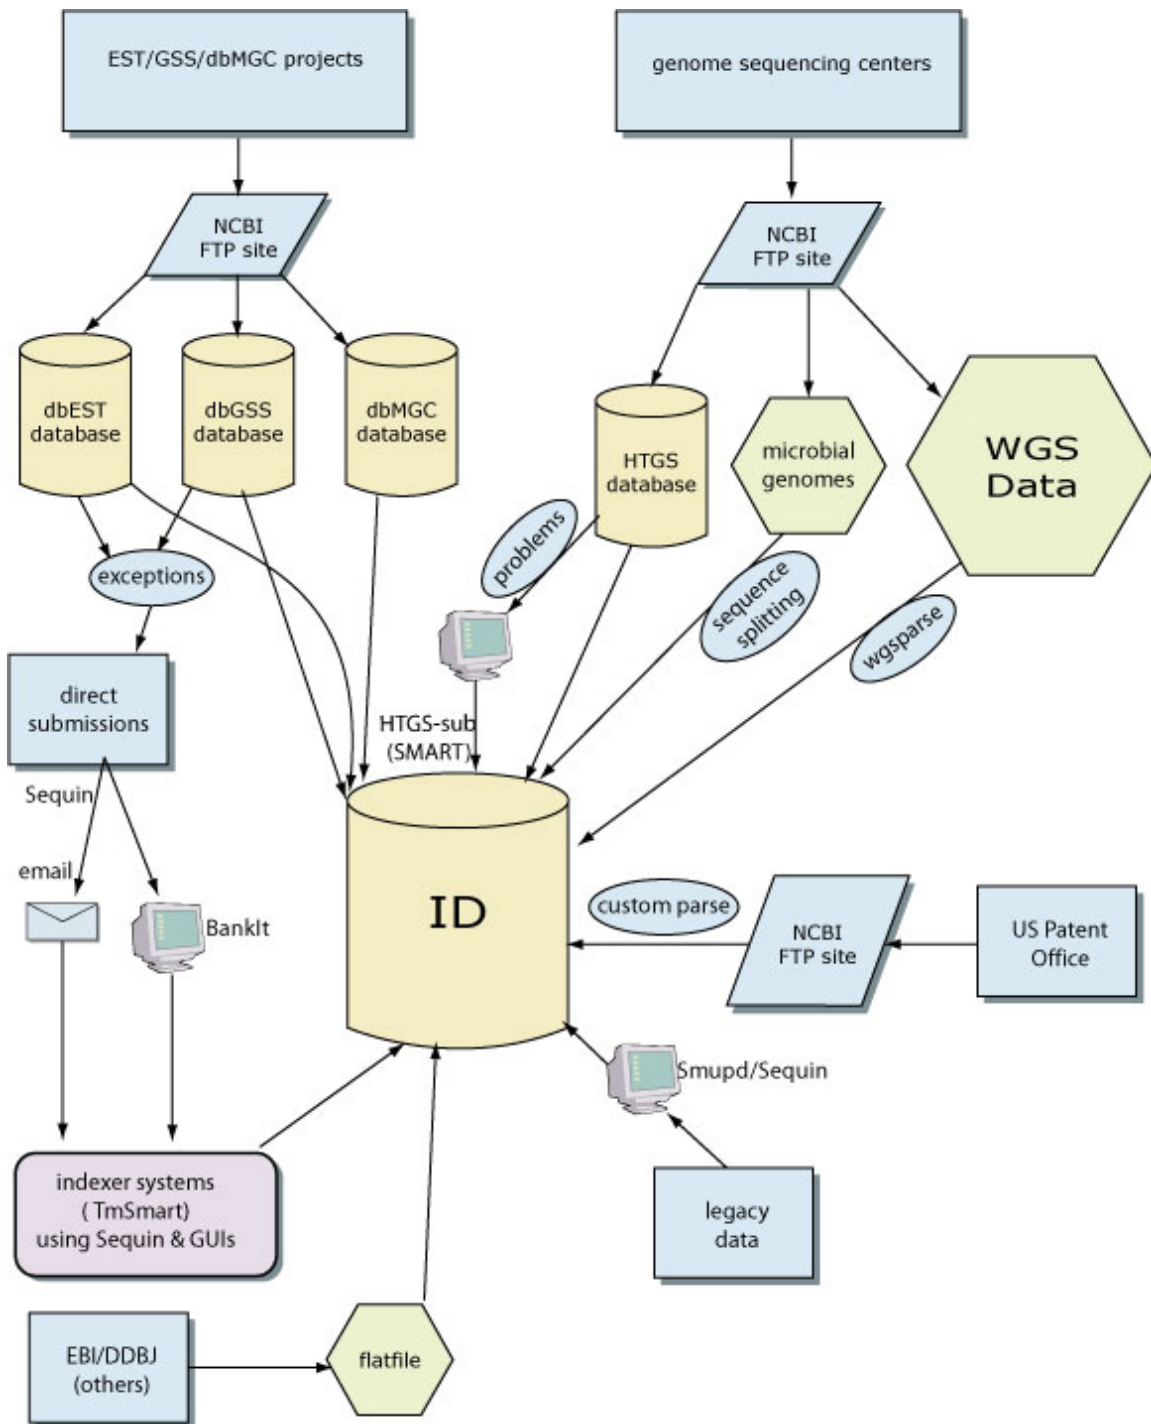 EST/GSS/dbMGC projects
genome sequencing centers
NCBI
FTP site
NCBI
FTP site
dbEST
database
dbGSS
database
dbMGC
database
HTGS
database
microbial
genomes
WGS
Data
problems
exceptions
sequence
splitting
wgsparse
direct
submissions
HTGS-sub
(SMART)
Sequin
email
BankIt
ID
custom parse
NCBI
FTP site
US Patent
Office
Smupd/Sequin
indexer systems
( TmSmart)
using Sequin & GUIs
legacy
data
EBI/DDBJ
(others)
flatfile